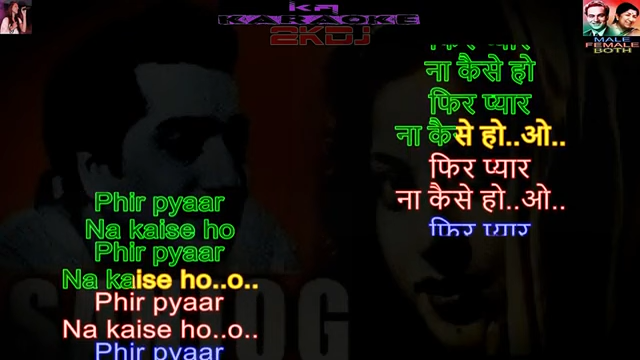 KA
KARAOKE
2KDJ
MALE
FEMALE
BOTH
फिर प्यार
ना कैसे हो
फिर प्यार
ना कैसे हो..ओ..
फिर प्यार
ना कैसे हो..ओ..
फिर प्यार
Phir pyaar
Na kaise ho
Phir pyaar
Na kaise ho..o..
Phir pyaar
Na kaise ho..o..
Phir pyaar